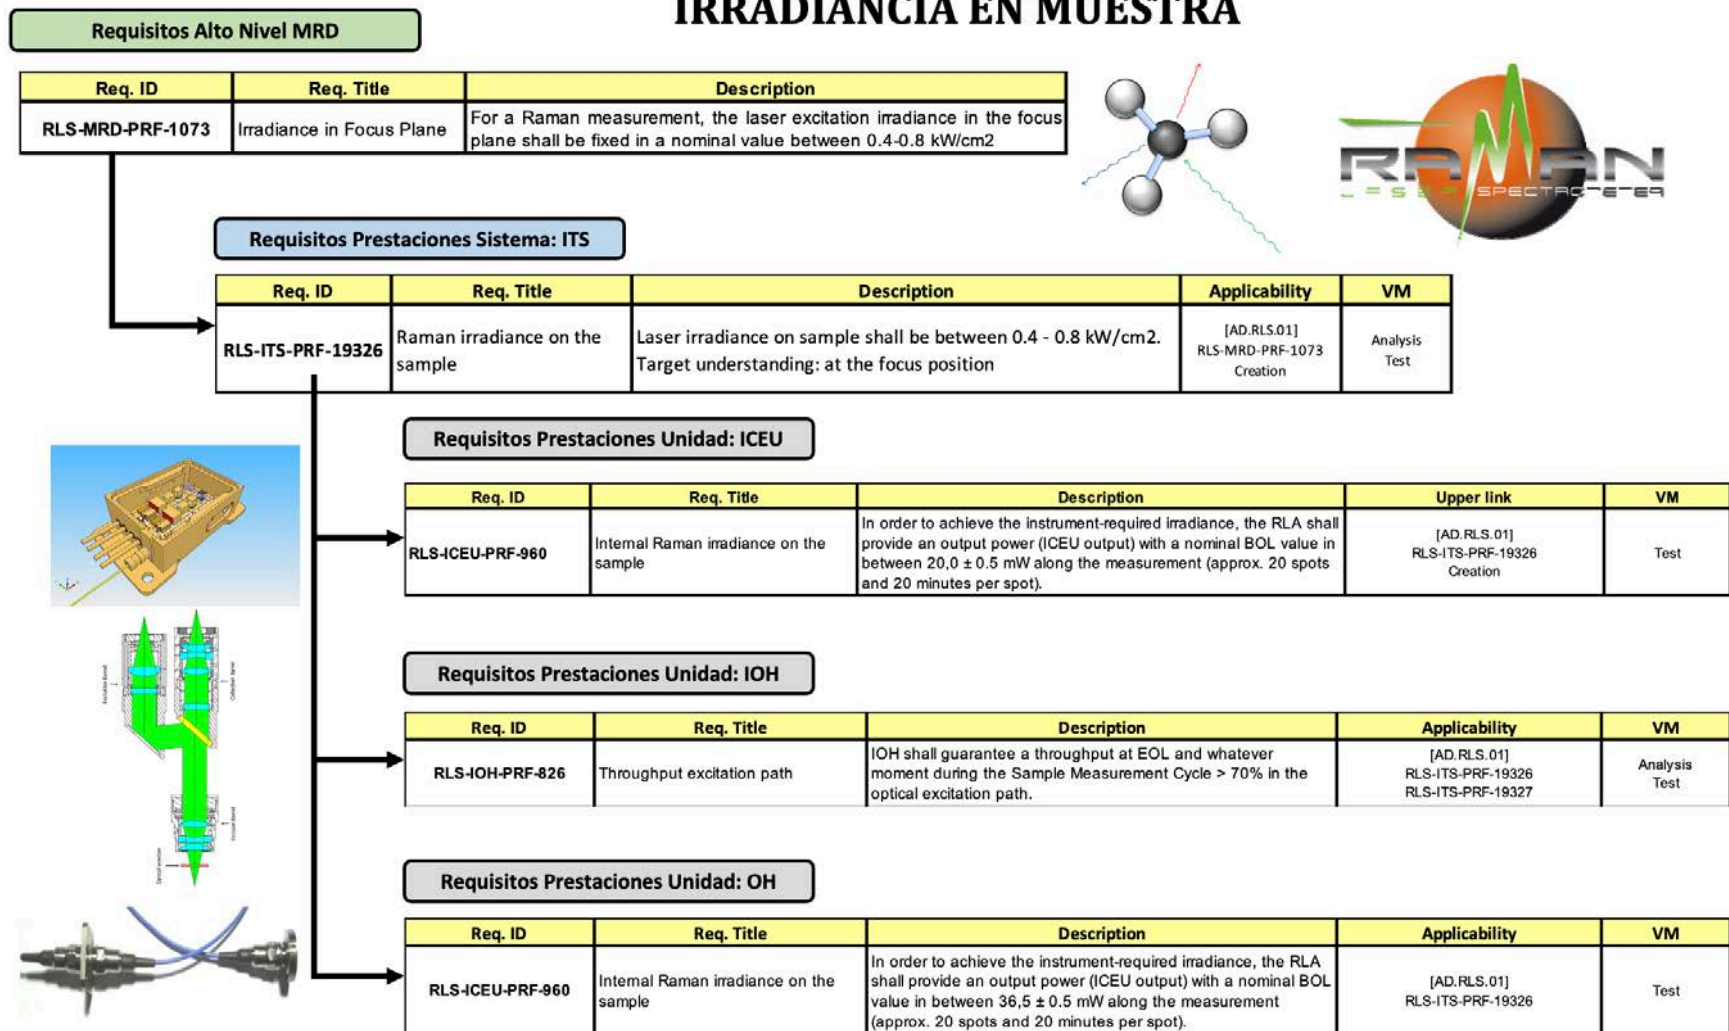 IRRADIANCIA EN MUESTRA
Requisitos Alto Nivel MRD
Req. ID Req. Title Description
RLS-MRD-PRF-1073 Irradiance in Focus Plane For a Raman measurement, the laser excitation irradiance in the focus
plane shall be fixed in a nominal value between 0.4-0.8 kW/cm2
RAMAN
LASER SPECTROMETER
Requisitos Prestaciones Sistema: ITS
Req. ID Req. Title Description Applicability VM
RLS-ITS-PRF-19326
Raman irradiance on the
sample
Laser irradiance on sample shall be between 0.4 - 0.8 kW/cm2.
Target understanding: at the focus position
[AD.RLS.01]
RLS-MRD-PRF-1073
Creation
Analysis
Test
Requisitos Prestaciones Unidad: ICEU
Req. ID Req. Title Description Upper link VM
RLS-ICEU-PRF-960
Internal Raman irradiance on the
sample
In order to achieve the instrument-required irradiance, the RLA shall
provide an output power (ICEU output) with a nominal BOL value in
between 20,0 ± 0.5 mW along the measurement (approx. 20 spots
and 20 minutes per spot).
[AD.RLS.01]
RLS-ITS-PRF-19326
Creation
Test
Requisitos Prestaciones Unidad: IOH
Req. ID Req. Title Description Applicability VM
RLS-IOH-PRF-826
Throughput excitation path
IOH shall guarantee a throughput at EOL and whatever
moment during the Sample Measurement Cycle > 70% in the
optical excitation path.
[AD.RLS.01]
RLS-ITS-PRF-19326
RLS-ITS-PRF-19327
Analysis
Test
Requisitos Prestaciones Unidad: OH
Req. ID Req. Title Description Applicability VM
RLS-ICEU-PRF-960
Internal Raman irradiance on the
sample
In order to achieve the instrument-required irradiance, the RLA
shall provide an output power (ICEU output) with a nominal BOL
value in between 36,5 ± 0.5 mW along the measurement
(approx. 20 spots and 20 minutes per spot).
[AD.RLS.01]
RLS-ITS-PRF-19326
Test